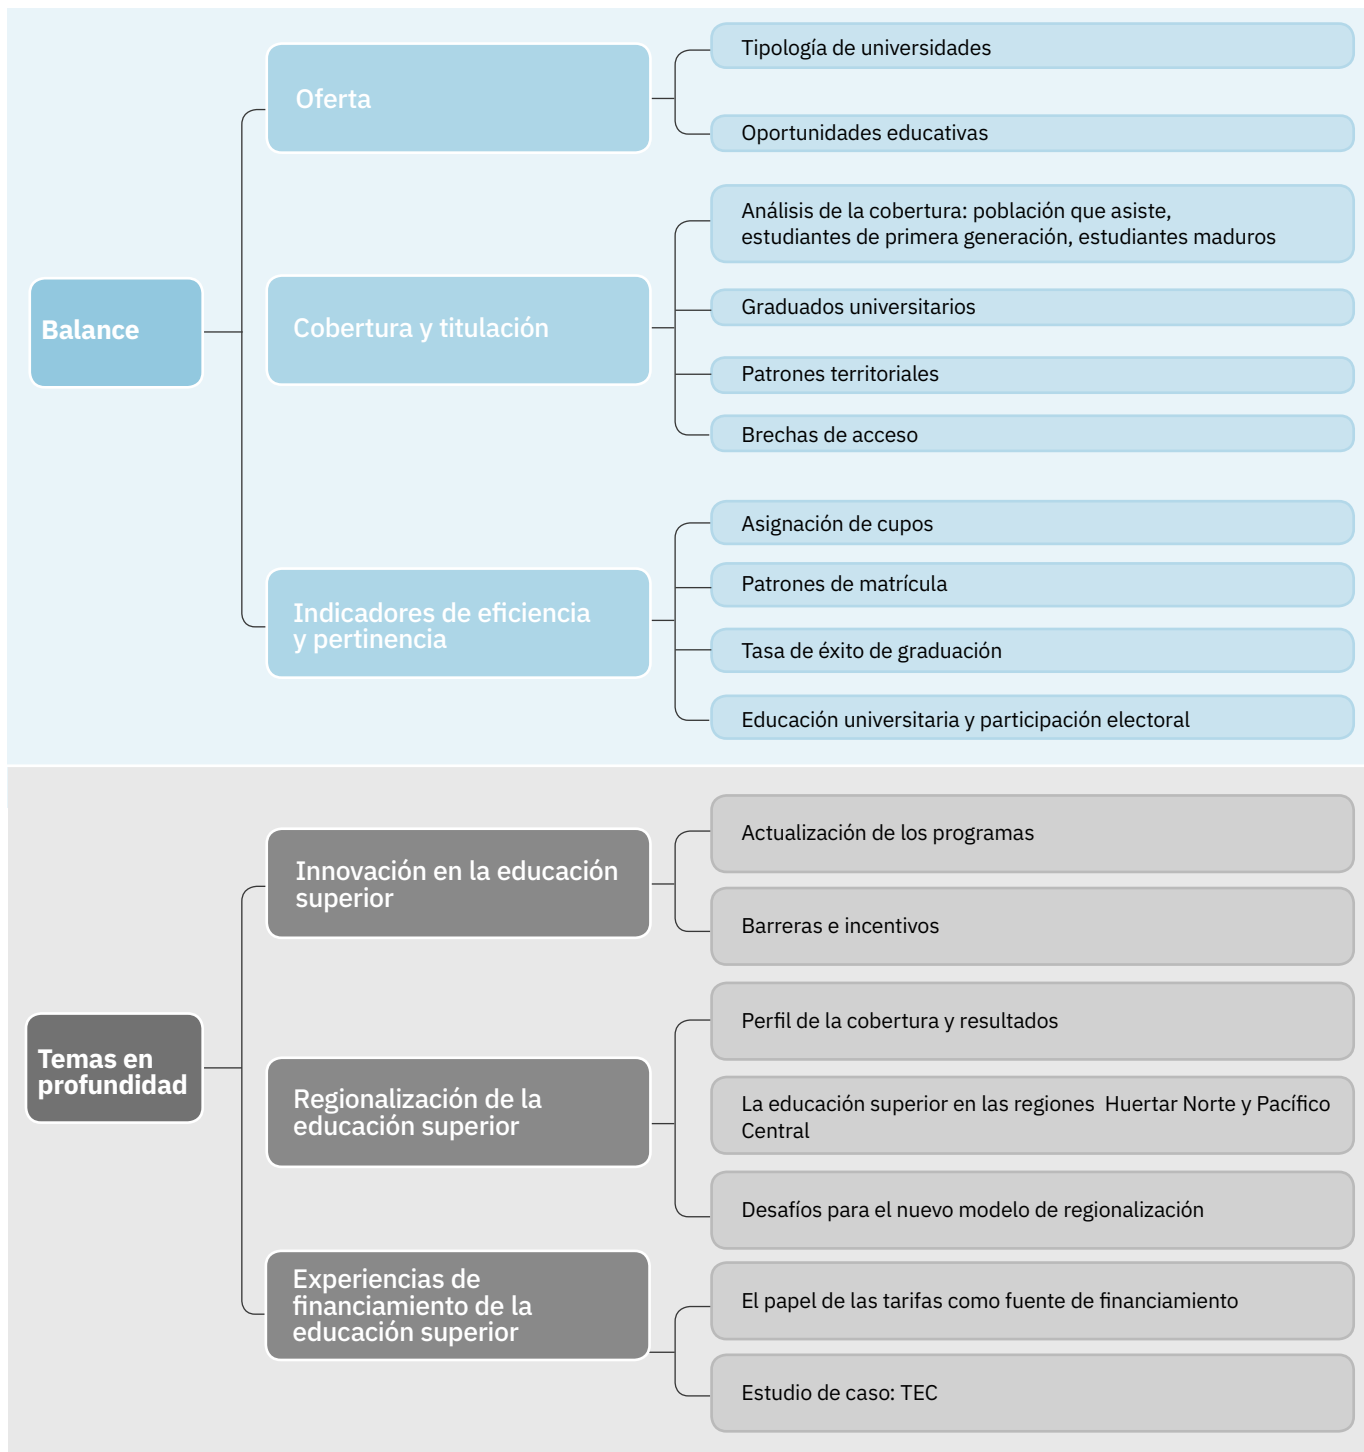 Balance
Oferta
Tipología de universidades
Oportunidades educativas
Cobertura y titulación
Análisis de la cobertura: población que asiste,
estudiantes de primera generación, estudiantes maduros
Graduados universitarios
Patrones territoriales
Brechas de acceso
Indicadores de eficiencia
y pertinencia
Asignación de cupos
Patrones de matrícula
Tasa de éxito de graduación
Educación universitaria y participación electoral
Temas en
profundidad
Innovación en la educación
superior
Actualización de los programas
Barreras e incentivos
Regionalización de la
educación superior
Perfil de la cobertura y resultados
La educación superior en las regiones  Huertar Norte y Pacífico
Central
Desafíos para el nuevo modelo de regionalización
Experiencias de
financiamiento de la
educación superior
El papel de las tarifas como fuente de financiamiento
Estudio de caso: TEC